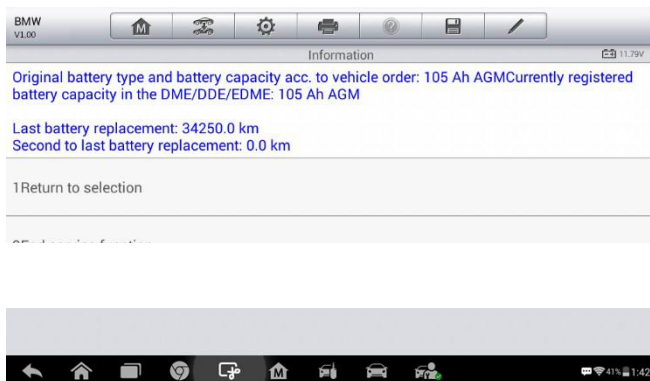 BMW
V1.00
M
Information
11.79V
Original battery type and battery capacity acc. to vehicle order: 105 Ah AGMCurrently registered
battery capacity in the DME/DDE/EDME: 105 Ah AGM
Last battery replacement: 34250.0 km
Second to last battery replacement: 0.0 km
1Return to selection
M
41% 1:42